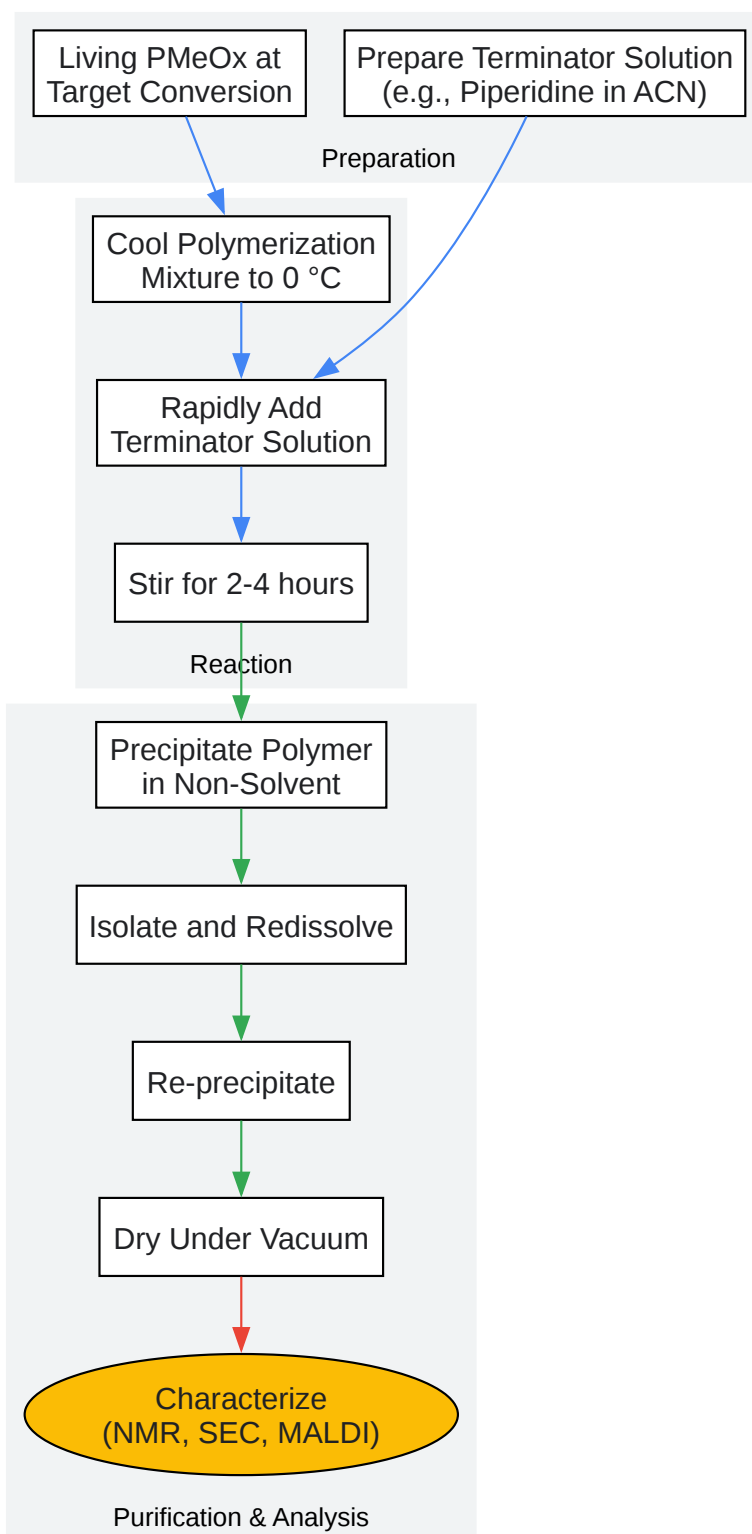 Living PMeOx at
Target Conversion
Prepare Terminator Solution
(e.g., Piperidine in ACN)
Preparation
Cool Polymerization
Mixture to 0 °C
Rapidly Add
Terminator Solution
Stir for 2-4 hours
Reaction
Precipitate Polymer
in Non-Solvent
Isolate and Redissolve
Re-precipitate
Dry Under Vacuum
Characterize
(NMR, SEC, MALDI)
Purification & Analysis